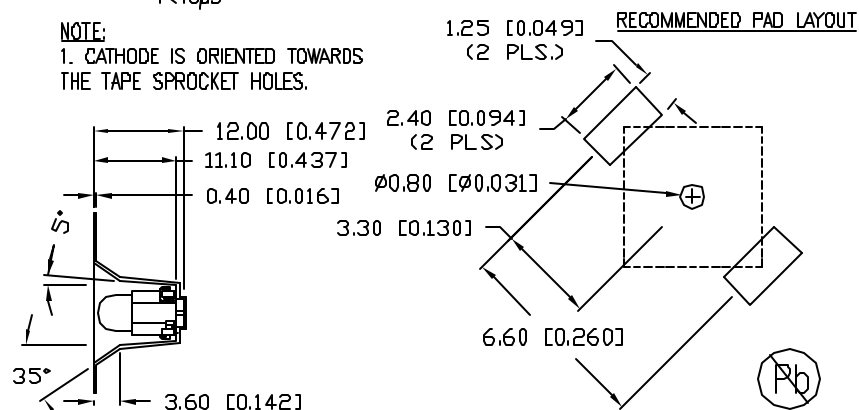 NOTE:
1. CATHODE IS ORIENTED TOWARDS
THE TAPE SPROCKET HOLES.
RECOMMENDED PAD LAYOUT
1.25 [0.049]
(2 PLS.)
2.40 [0.094]
(2 PLS)
12.00 [0.472]
11.10 [0.437]
0.40 [0.016]
Ø0.80 [Ø0.031]
3.30 [0.130]
5°
6.60 [0.260]
35°
3.60 [0.142]
Pb